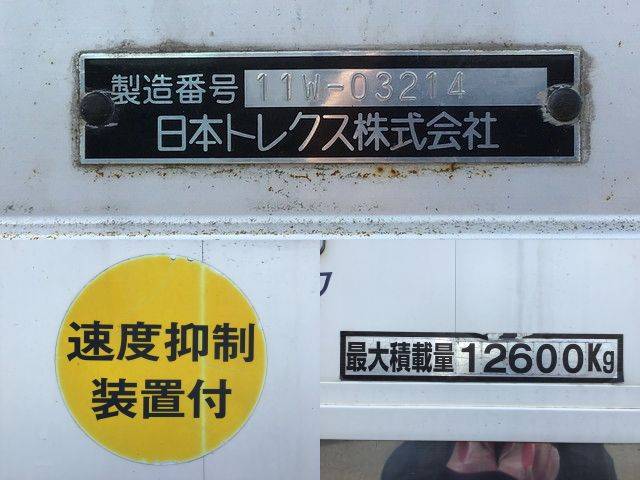 製造番号 11W-03214
日本トレクス株式会社
速度抑制
装置付
最大積載量 12600Kg